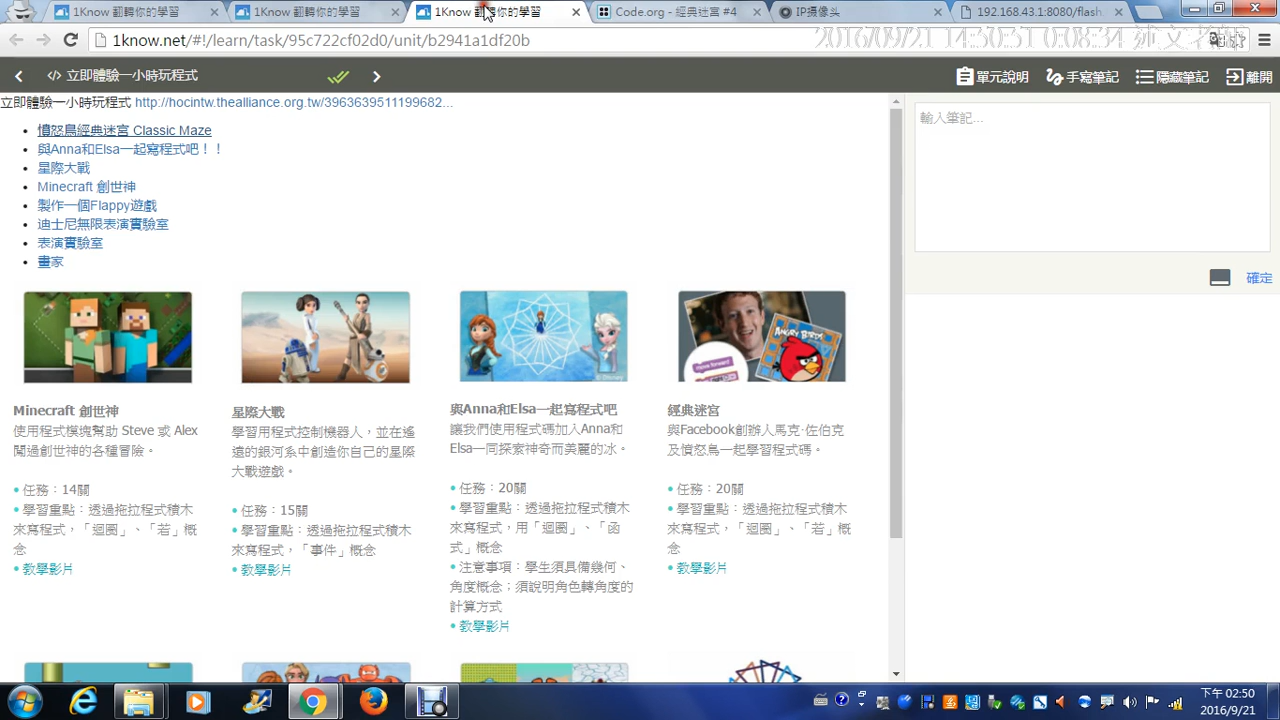 1Know 翻轉你的學習
1Know 翻轉你的學習
1Know 翻轉你的學習
Code.org - 經典迷宮 #4
IP摄像头
192.168.43.1:8080/flash
1know.net/#!/learn/task/95c722cf02d0/unit/b2941a1df20b
2016/09/21 14:50:51 0:08:34
立即體驗一小時玩程式
單元說明
手寫筆記
隱藏筆記
離開
立即體驗一小時玩程式 http://hocintw.thealliance.org.tw/3963639511199682...
憤怒鳥經典迷宮 Classic Maze
與Anna和Elsa一起寫程式吧！！
星際大戰
Minecraft 創世神
製作一個Flappy遊戲
迪士尼無限表演實驗室
表演實驗室
畫家
輸入筆記...
確定
move forward
ANGRY BIRDS
© Disney
Minecraft 創世神
使用程式模塊幫助 Steve 或 Alex
闖過創世神的各種冒險。
• 任務：14關
• 學習重點：透過拖拉程式積木
來寫程式，「迴圈」、「若」概
念
• 教學影片
星際大戰
學習用程式控制機器人，並在遙
遠的銀河系中創造你自己的星際
大戰遊戲。
• 任務：15關
• 學習重點：透過拖拉程式積木
來寫程式，「事件」概念
• 教學影片
與Anna和Elsa一起寫程式吧
讓我們使用程式碼加入Anna和
Elsa一同探索神奇而美麗的冰。
• 任務：20關
• 學習重點：透過拖拉程式積木
來寫程式，用「迴圈」、「函
式」概念
• 注意事項：學生須具備幾何、
角度概念；須說明角色轉角度的
計算方式
• 教學影片
經典迷宮
與Facebook創辦人馬克·佐伯克
及憤怒鳥一起學習程式碼。
• 任務：20關
• 學習重點：透過拖拉程式積木
來寫程式，「迴圈」、「若」概
念
• 教學影片
下午 02:50
2016/9/21